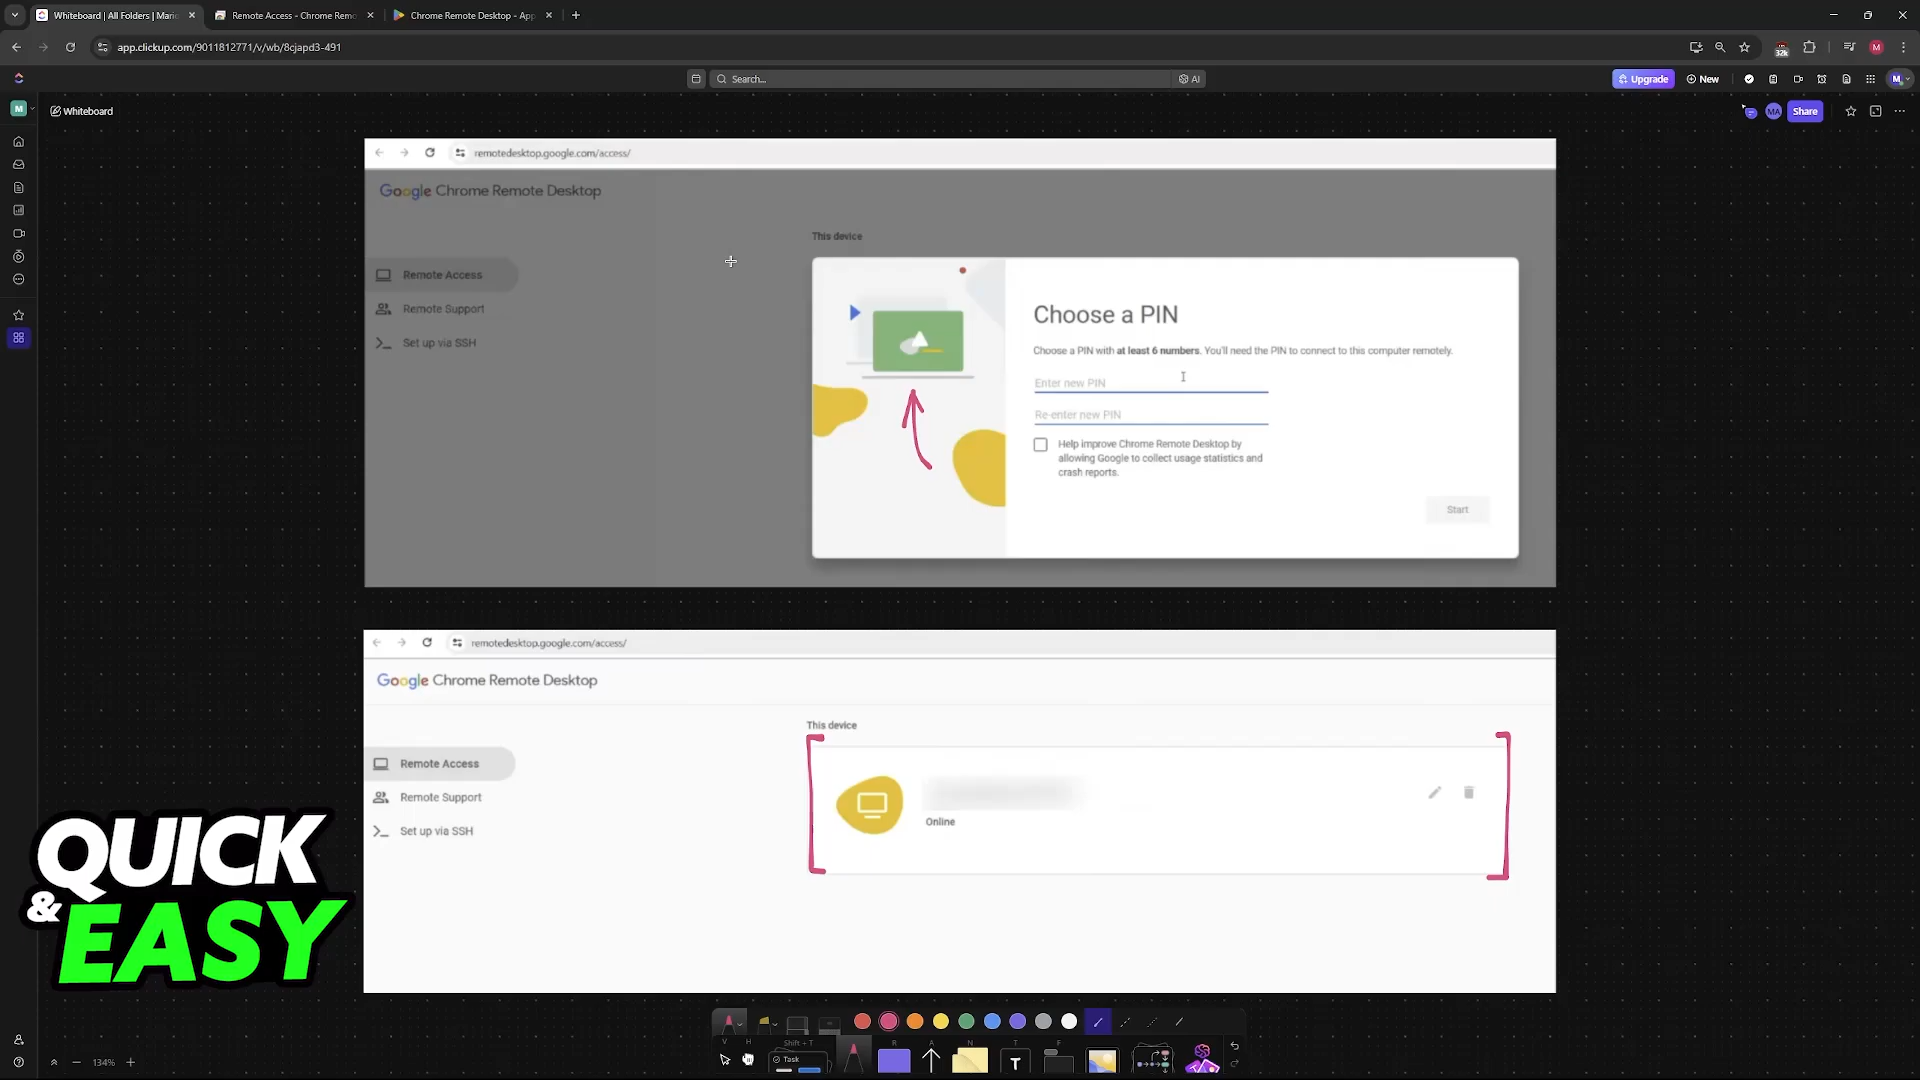 Whiteboard | All Folders | Mari
Remote Access - Chrome Remo
Chrome Remote Desktop - App
app.clickup.com/9011812771/v/wb/8cjapd3-491
32k
M
Search...
AI
Upgrade
New
M
M
Whiteboard
MA
Share
remotedesktop.google.com/access/
Google Chrome Remote Desktop
This device
Remote Access
Remote Support
Set up via SSH
Choose a PIN
Choose a PIN with at least 6 numbers. You'll need the PIN to connect to this computer remotely.
Enter new PIN
Re-enter new PIN
Help improve Chrome Remote Desktop by
allowing Google to collect usage statistics and
crash reports.
Start
remotedesktop.google.com/access/
Google Chrome Remote Desktop
This device
Remote Access
Remote Support
Set up via SSH
Online
QUICK
&EASY
V
H
Shift + T
R
A
N
T
F
Task
T
134%